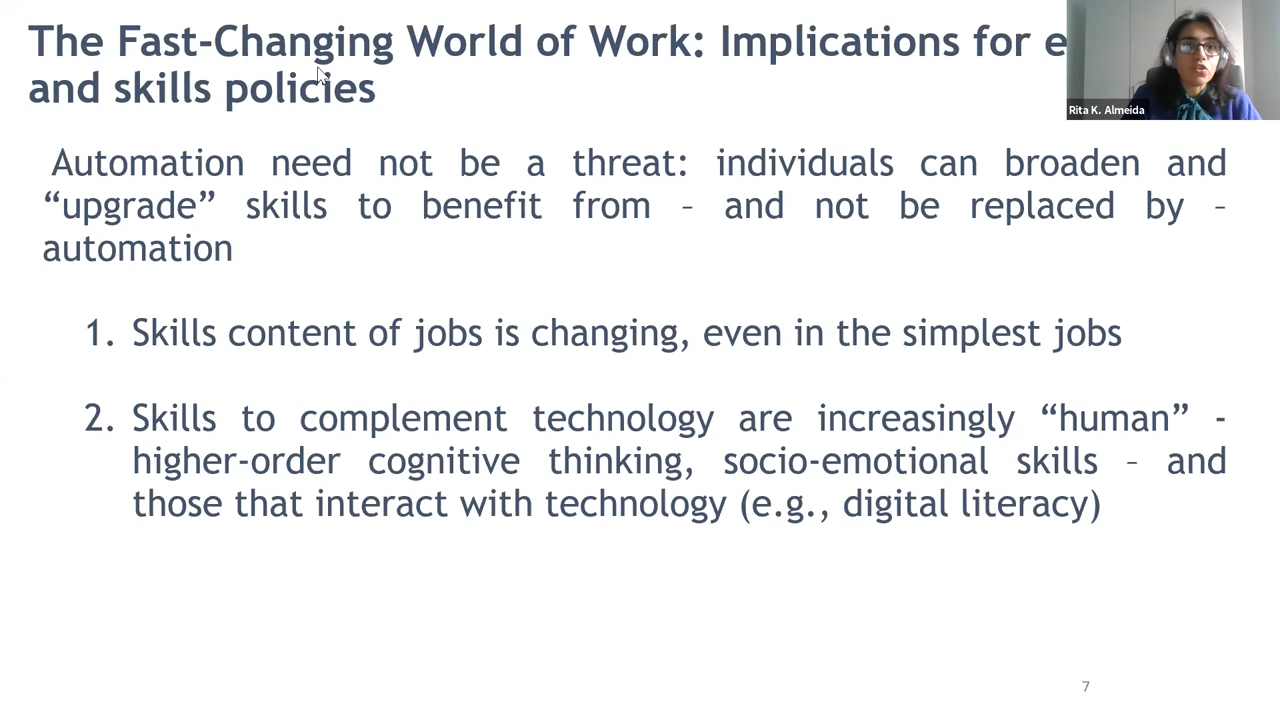 The Fast-Changing World of Work: Implications for e
and skills policies
Rita K. Almeida
Automation need not be a threat: individuals can broaden and
“upgrade” skills to benefit from – and not be replaced by –
automation
1. Skills content of jobs is changing, even in the simplest jobs
2. Skills to complement technology are increasingly “human” -
higher-order cognitive thinking, socio-emotional skills – and
those that interact with technology (e.g., digital literacy)
7